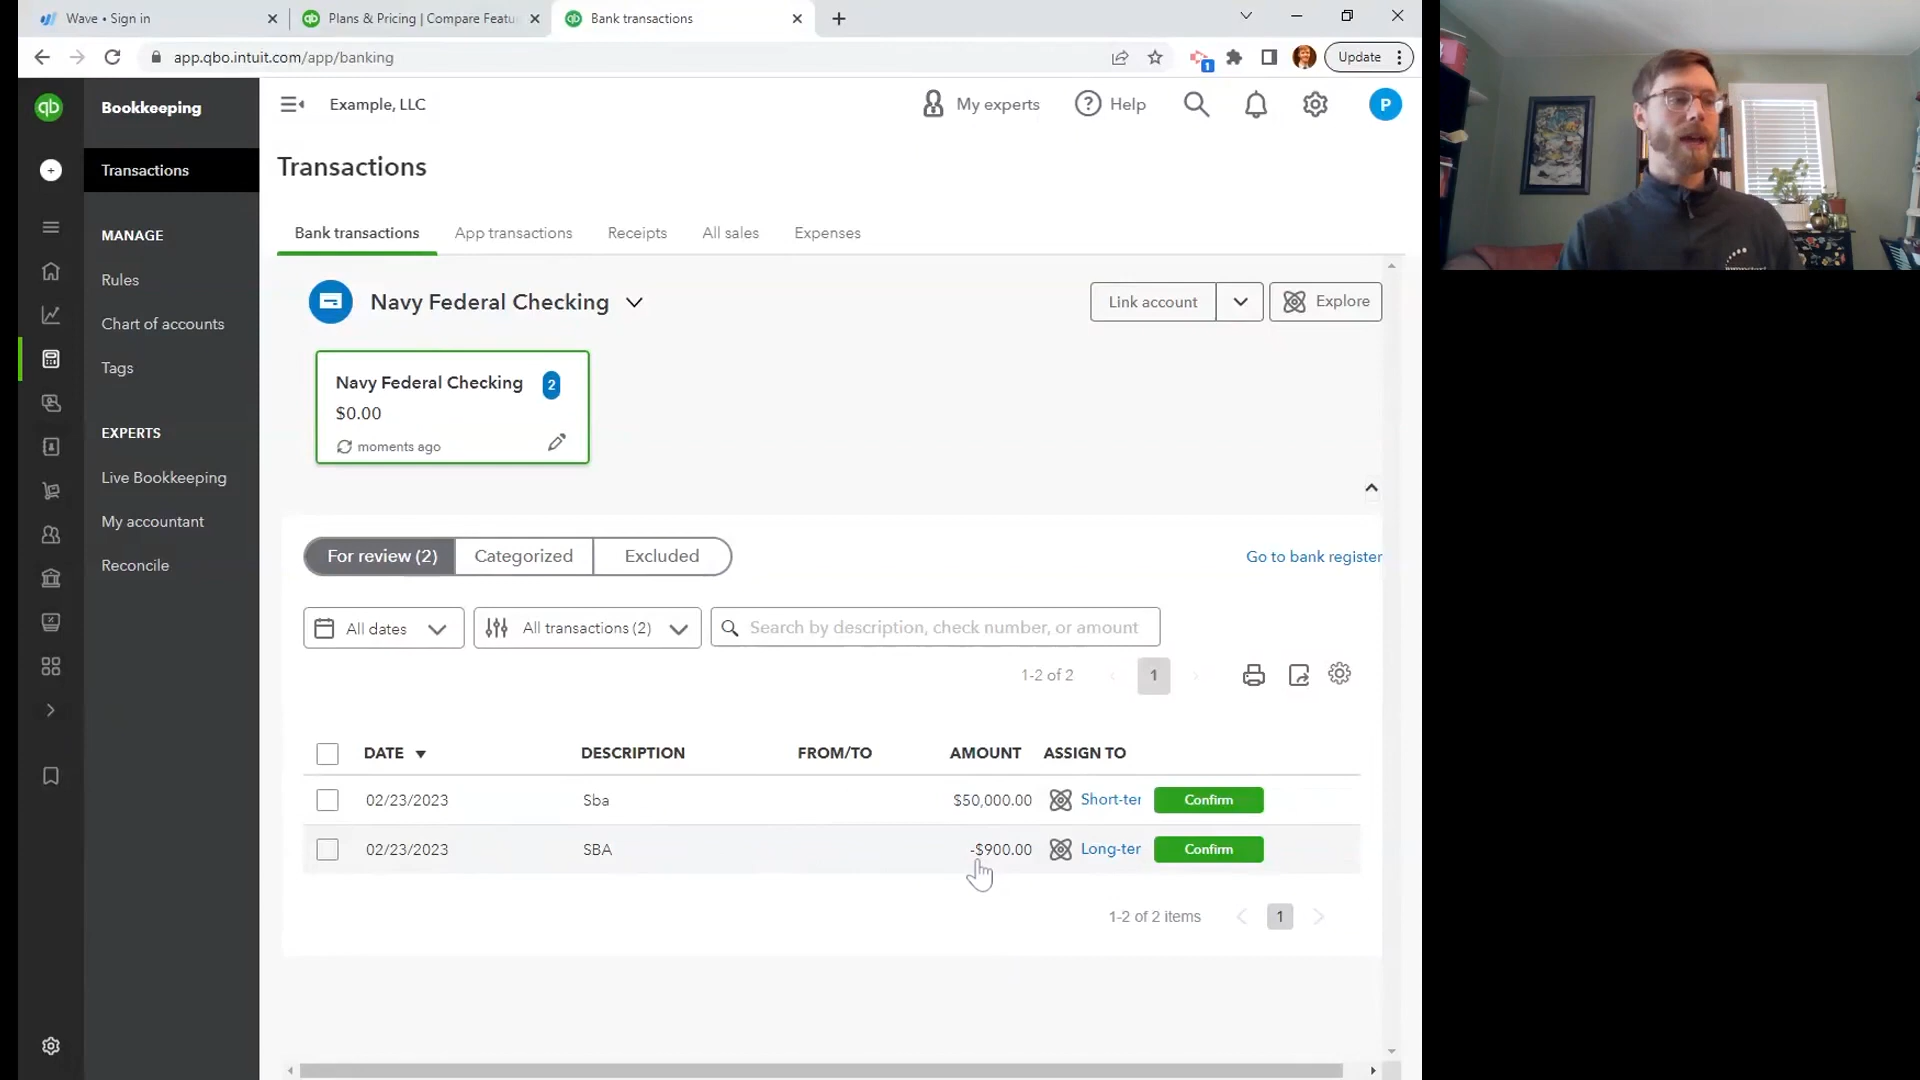 Wave • Sign in
Plans & Pricing | Compare Featu
Bank transactions
app.qbo.intuit.com/app/banking
1
Update
qb
Bookkeeping
Example, LLC
My experts
Help
P
Transactions
Transactions
MANAGE
Rules
Chart of accounts
Tags
EXPERTS
Live Bookkeeping
My accountant
Reconcile
Bank transactions
App transactions
Receipts
All sales
Expenses
Navy Federal Checking
Link account
Explore
Navy Federal Checking
2
$0.00
moments ago
For review (2)
Categorized
Excluded
Go to bank register
All dates
All transactions (2)
Search by description, check number, or amount
1-2 of 2
1
DATE
DESCRIPTION
FROM/TO
AMOUNT
ASSIGN TO
02/23/2023
Sba
$50,000.00
Short-ter
Confirm
02/23/2023
SBA
-$900.00
Long-ter
Confirm
1-2 of 2 items
1